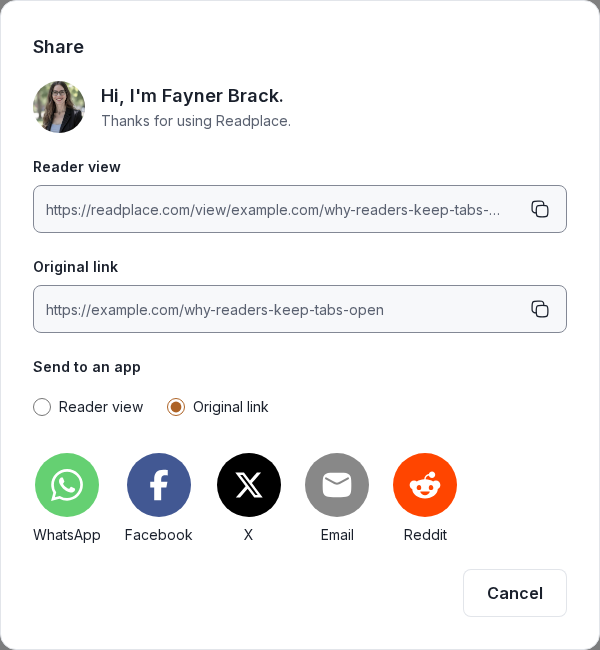 Share
Hi, I'm Fayner Brack.
Thanks for using Readplace.
Reader view
https://readplace.com/view/example.com/why-readers-keep-tabs-…
Original link
https://example.com/why-readers-keep-tabs-open
Send to an app
Reader view
Original link
WhatsApp
Facebook
X
Email
Reddit
Cancel